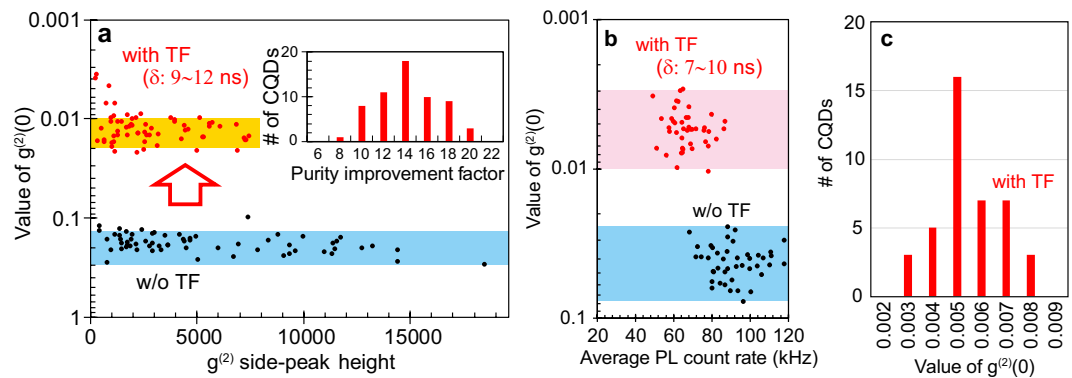 a
0.001
0.01
0.1
1
Value of g⁽²⁾(0)
with TF
(δ: 9~12 ns)
w/o TF
0
5000
10000
15000
g⁽²⁾ side-peak height
# of CQDs
20
10
0
6 8 10 12 14 16 18 20 22
Purity improvement factor
b
0.001
0.01
0.1
Value of g⁽²⁾(0)
with TF
(δ: 7~10 ns)
w/o TF
20 40 60 80 100 120
Average PL count rate (kHz)
c
20
15
10
5
0
# of CQDs
with TF
0.002
0.003
0.004
0.005
0.006
0.007
0.008
0.009
Value of g⁽²⁾(0)